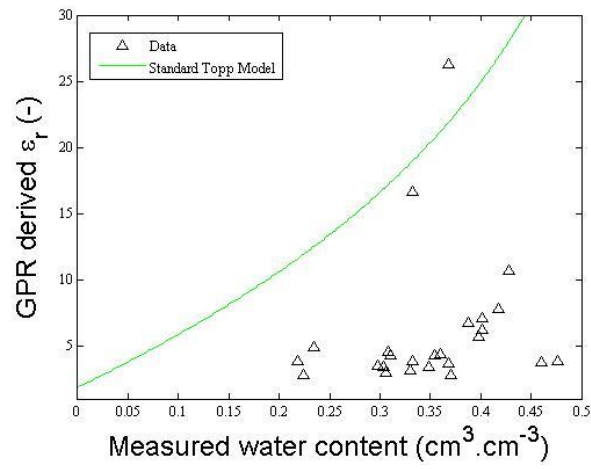 30
25
20
15
10
5
GPR derived εr (-)
Data
Standard Topp Model
0 0.05 0.1 0.15 0.2 0.25 0.3 0.35 0.4 0.45 0.5
Measured water content (cm³.cm⁻³)